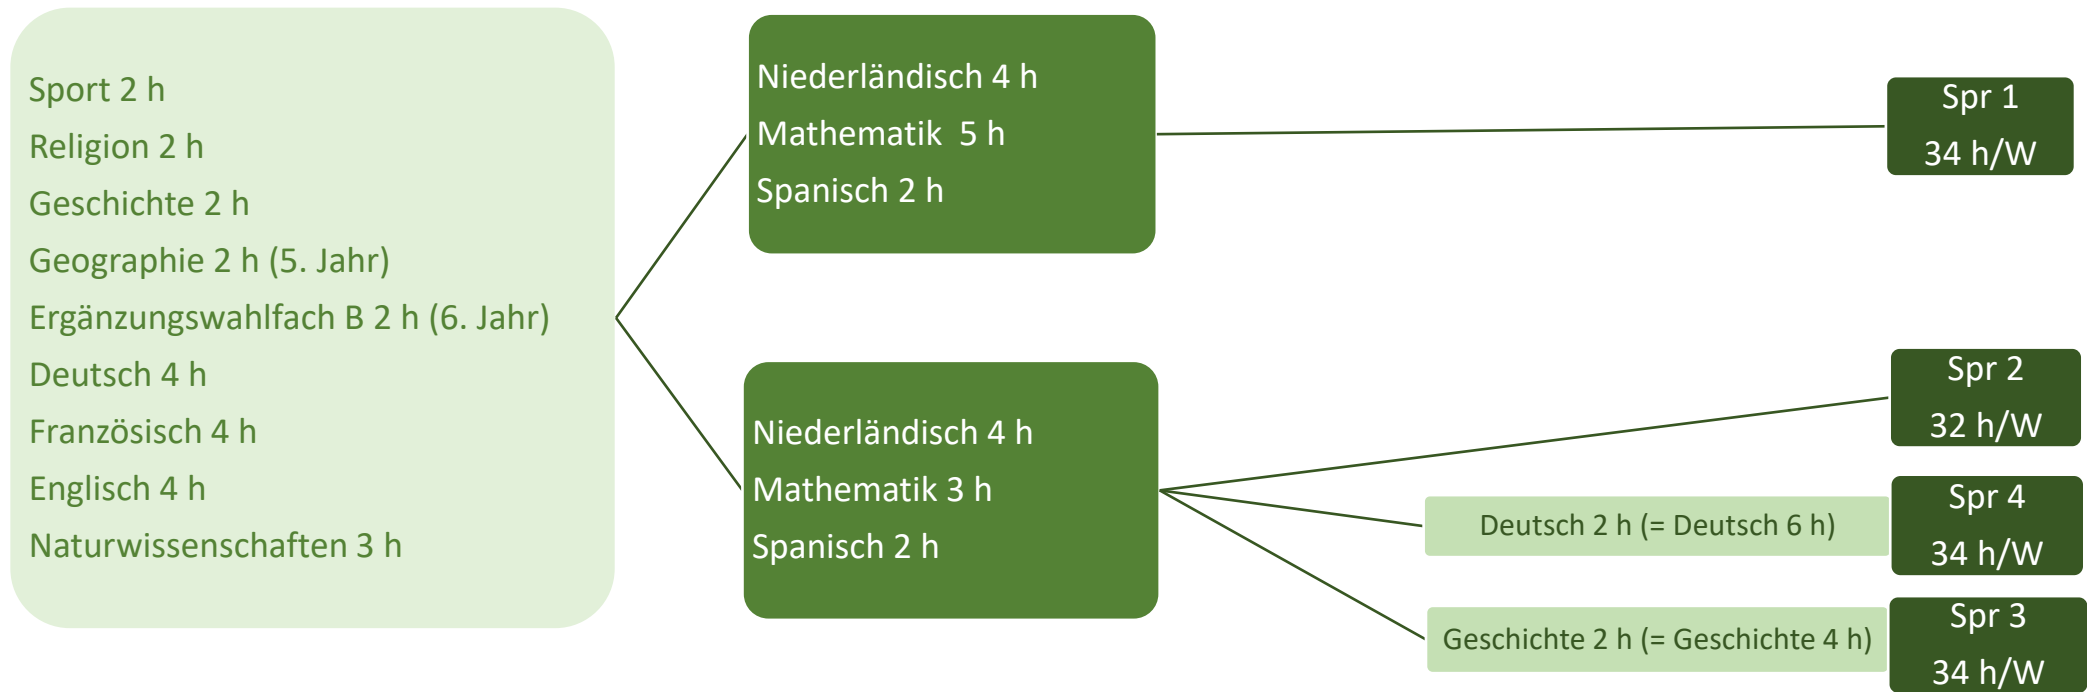 Sport 2 h
Religion 2 h
Geschichte 2 h
Geographie 2 h (5. Jahr)
Ergänzungswahlfach B 2 h (6. Jahr)
Deutsch 4 h
Französisch 4 h
Englisch 4 h
Naturwissenschaften 3 h
Niederländisch 4 h
Mathematik  5 h
Spanisch 2 h
Spr 1
34 h/W
Niederländisch 4 h
Mathematik 3 h
Spanisch 2 h
Spr 2
32 h/W
Deutsch 2 h (= Deutsch 6 h)
Spr 4
34 h/W
Geschichte 2 h (= Geschichte 4 h)
Spr 3
34 h/W